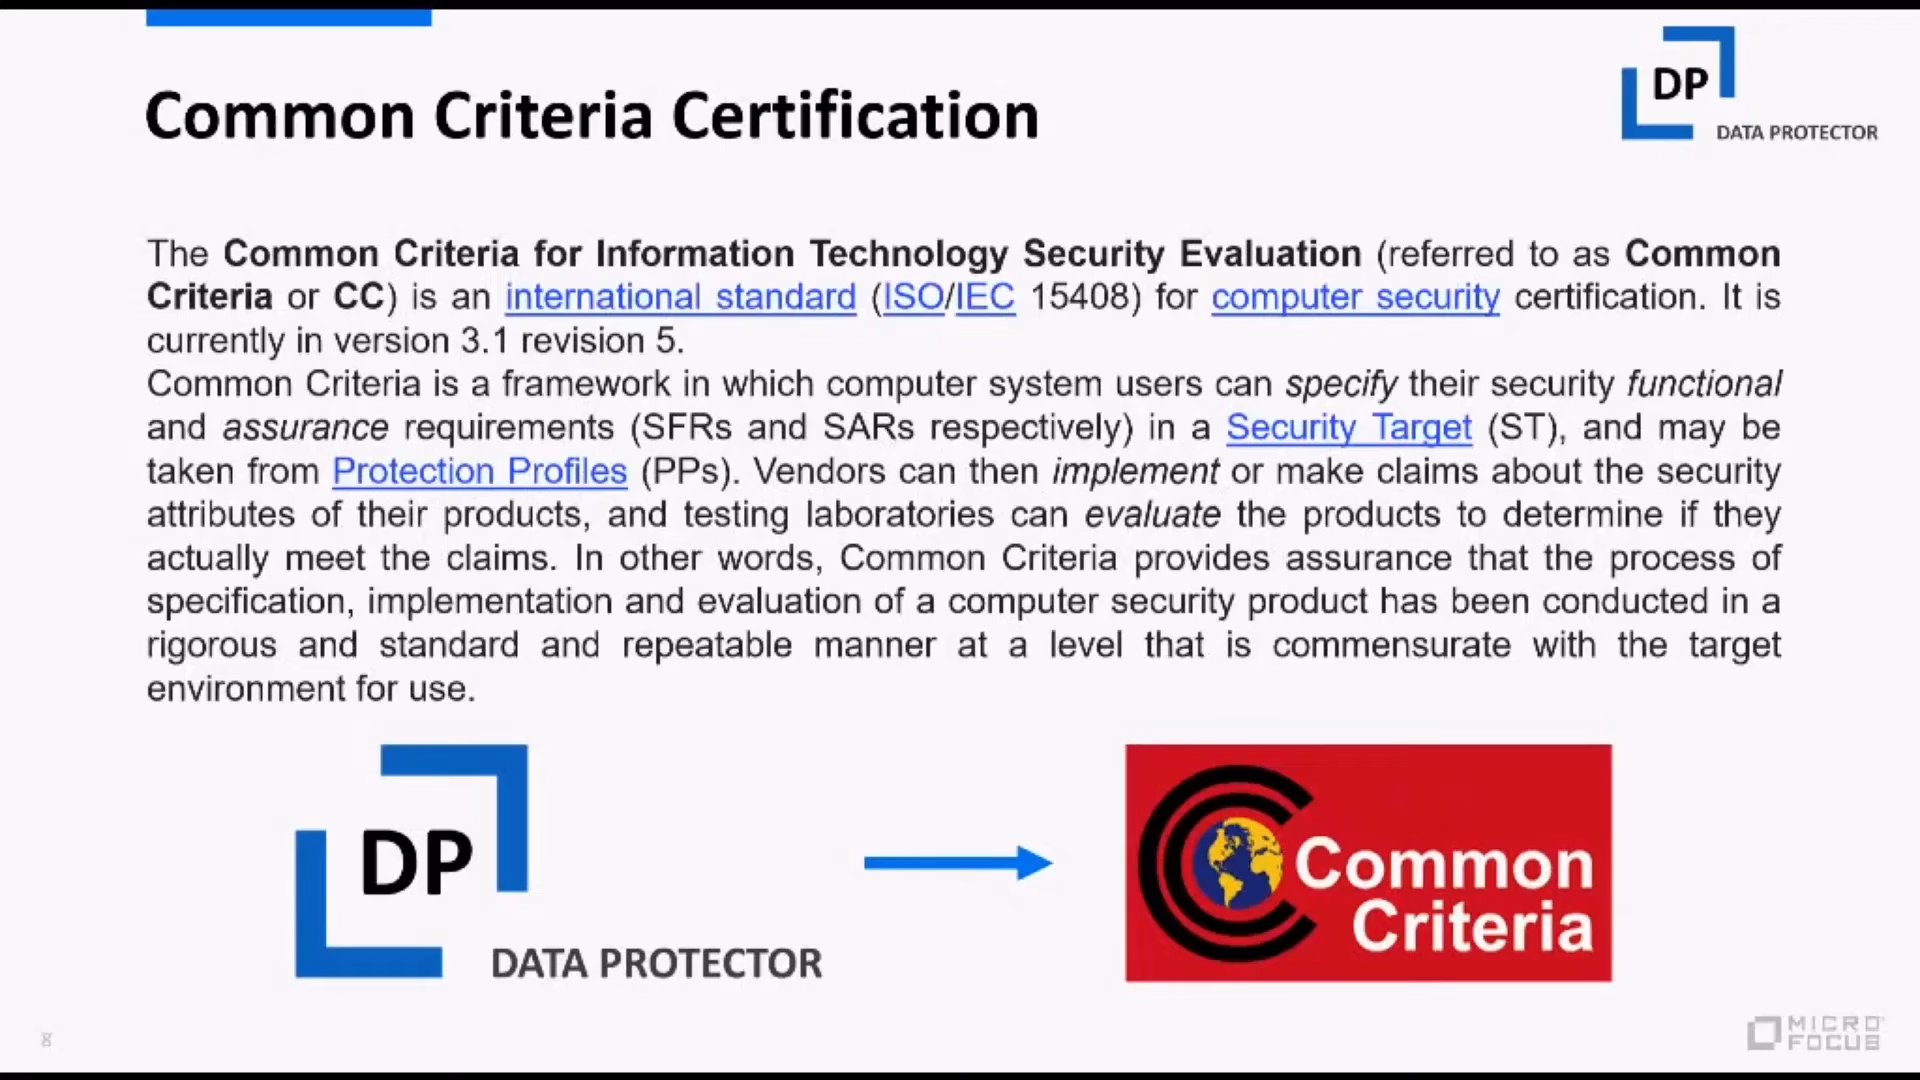 Common Criteria Certification
DP
DATA PROTECTOR
The Common Criteria for Information Technology Security Evaluation (referred to as Common
Criteria or CC) is an international standard (ISO/IEC 15408) for computer security certification. It is
currently in version 3.1 revision 5.
Common Criteria is a framework in which computer system users can specify their security functional
and assurance requirements (SFRs and SARs respectively) in a Security Target (ST), and may be
taken from Protection Profiles (PPs). Vendors can then implement or make claims about the security
attributes of their products, and testing laboratories can evaluate the products to determine if they
actually meet the claims. In other words, Common Criteria provides assurance that the process of
specification, implementation and evaluation of a computer security product has been conducted in a
rigorous and standard and repeatable manner at a level that is commensurate with the target
environment for use.
DP
DATA PROTECTOR
Common
Criteria
8
MICRO
FOCUS